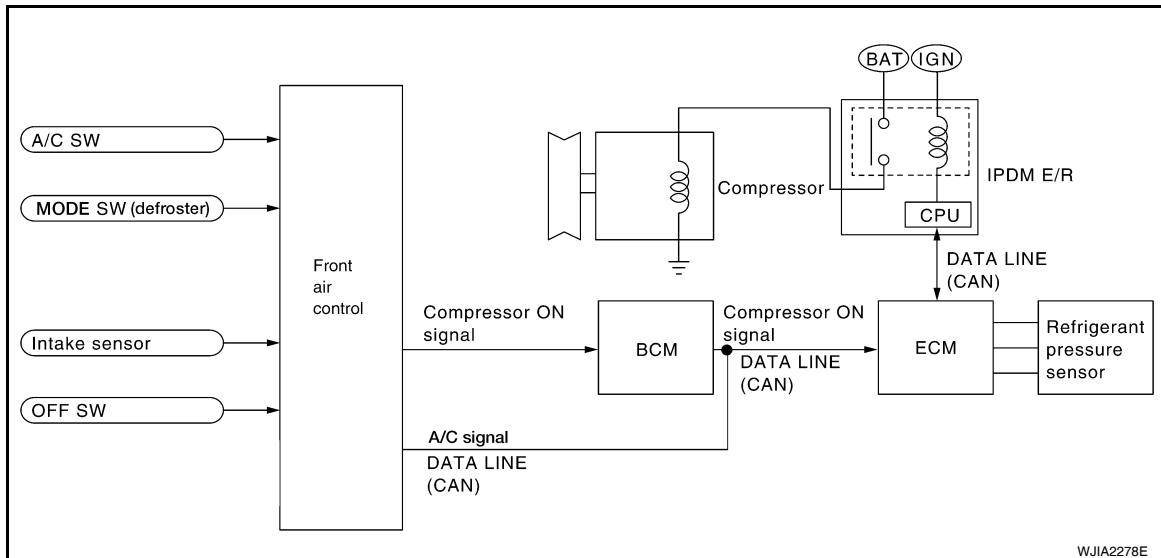 BAT
IGN
A/C SW
MODE SW (defroster)
Intake sensor
OFF SW
Front
air
control
Compressor
IPDM E/R
CPU
DATA LINE
(CAN)
Compressor ON
signal
BCM
Compressor ON
signal
DATA LINE
(CAN)
ECM
Refrigerant
pressure
sensor
A/C signal
DATA LINE
(CAN)
WJIA2278E